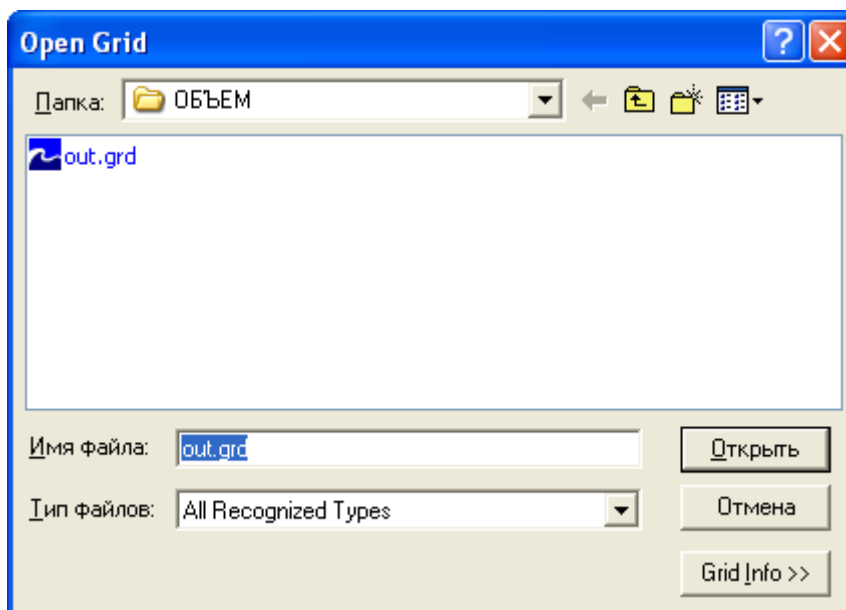 Open Grid
Папка: ОБЪЕМ
out.grd
Имя файла: out.grd Открыть
Тип файлов: All Recognized Types Отмена
Grid Info >>